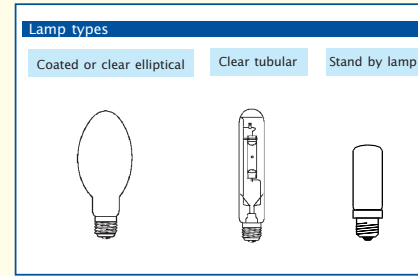 Lamp types
Coated or clear elliptical
Clear tubular
Stand by lamp